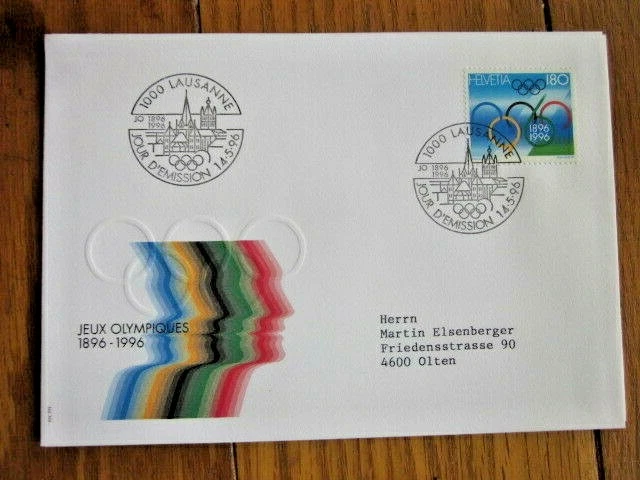 1000 LAUSANNE
JO 1896
1996
JOUR D'EMISSION 14.5.96
HELVETIA 180
1896
1996
1000 LAUSANNE
JO 1896
1996
JOUR D'EMISSION 14.5.96
JEUX OLYMPIQUES
1896 - 1996
Herrn
Martin Elsenberger
Friedensstrasse 90
4600 Olten